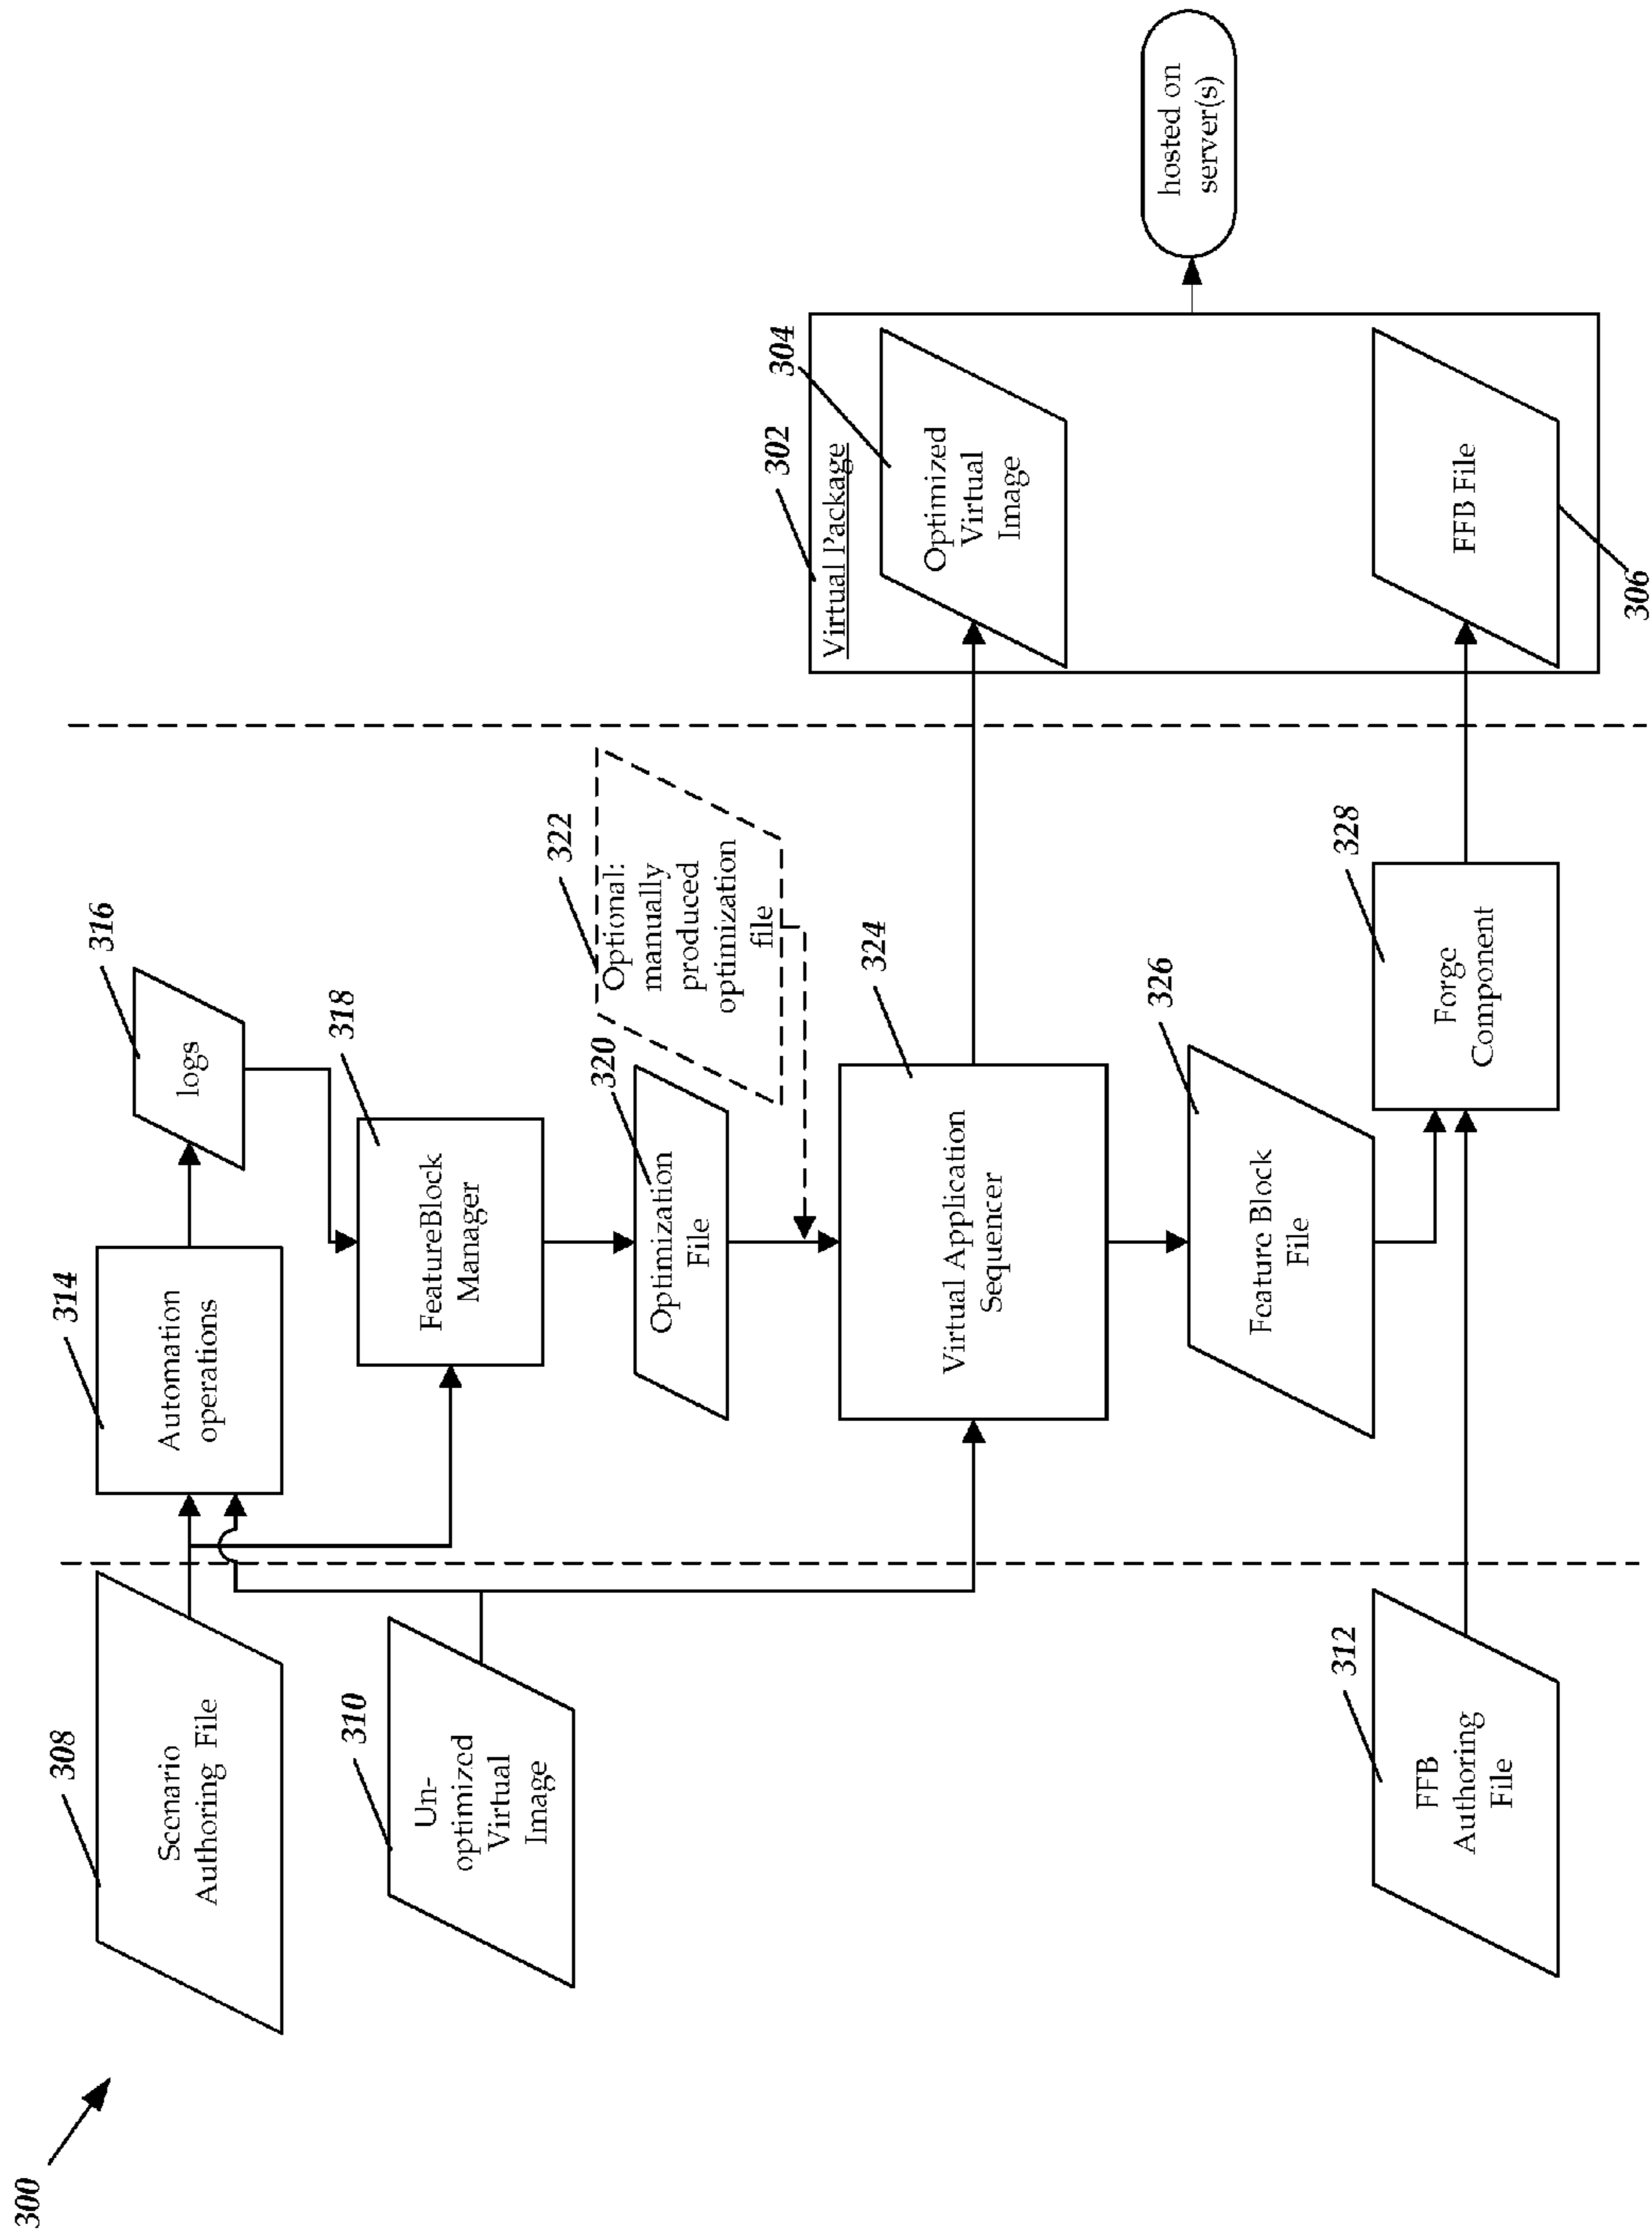 300
308
Scenario
Authoring File
310
Un-
optimized
Virtual
Image
312
FFB
Authoring
File
314
Automation
operations
316
logs
318
FeatureBlock
Manager
320
Optimization
File
322
Optional:
manually
produced
optimization
file
324
Virtual Application
Sequencer
326
Feature Block
File
328
Forge
Component
302
Virtual Package
304
Optimized
Virtual
Image
FFB File
306
hosted on
server(s)